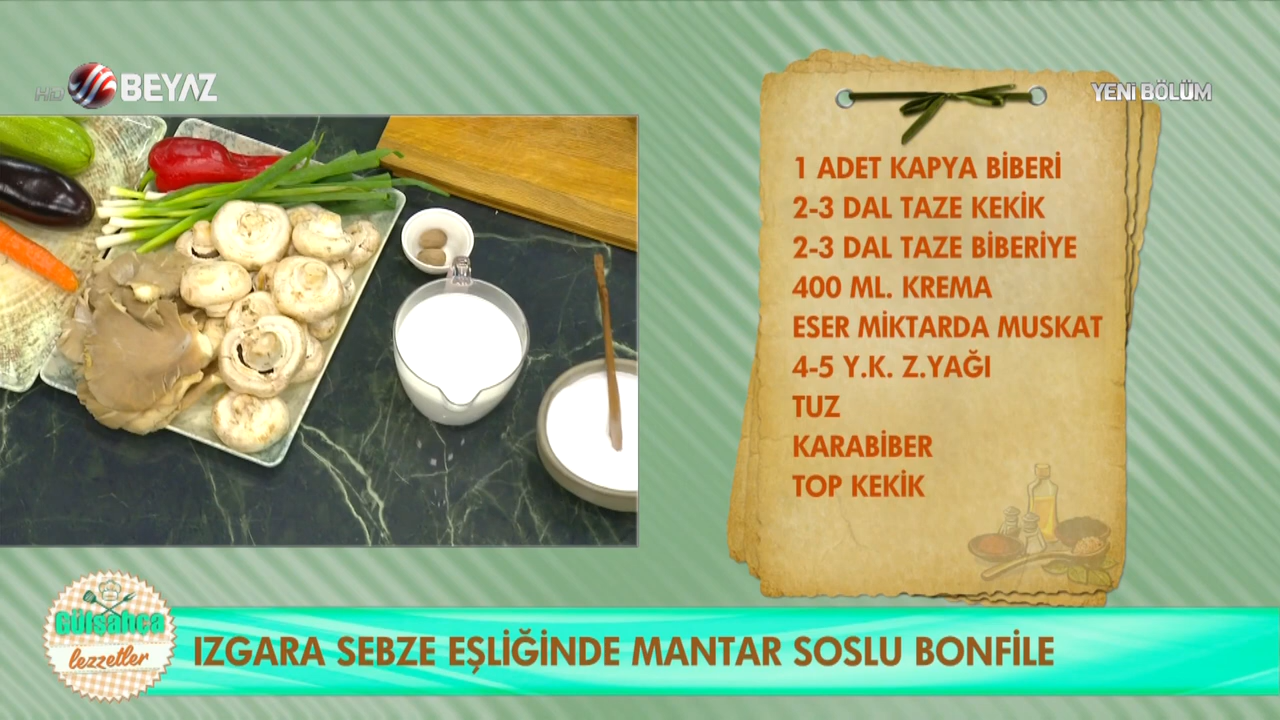 HD BEYAZ
YENİ BÖLÜM
1 ADET KAPYA BİBERİ
2-3 DAL TAZE KEKİK
2-3 DAL TAZE BİBERİYE
400 ML. KREMA
ESER MİKTARDA MUSKAT
4-5 Y.K. Z.YAĞI
TUZ
KARABİBER
TOP KEKİK
Gülşahça
lezzetler
IZGARA SEBZE EŞLİĞİNDE MANTAR SOSLU BONFİLE